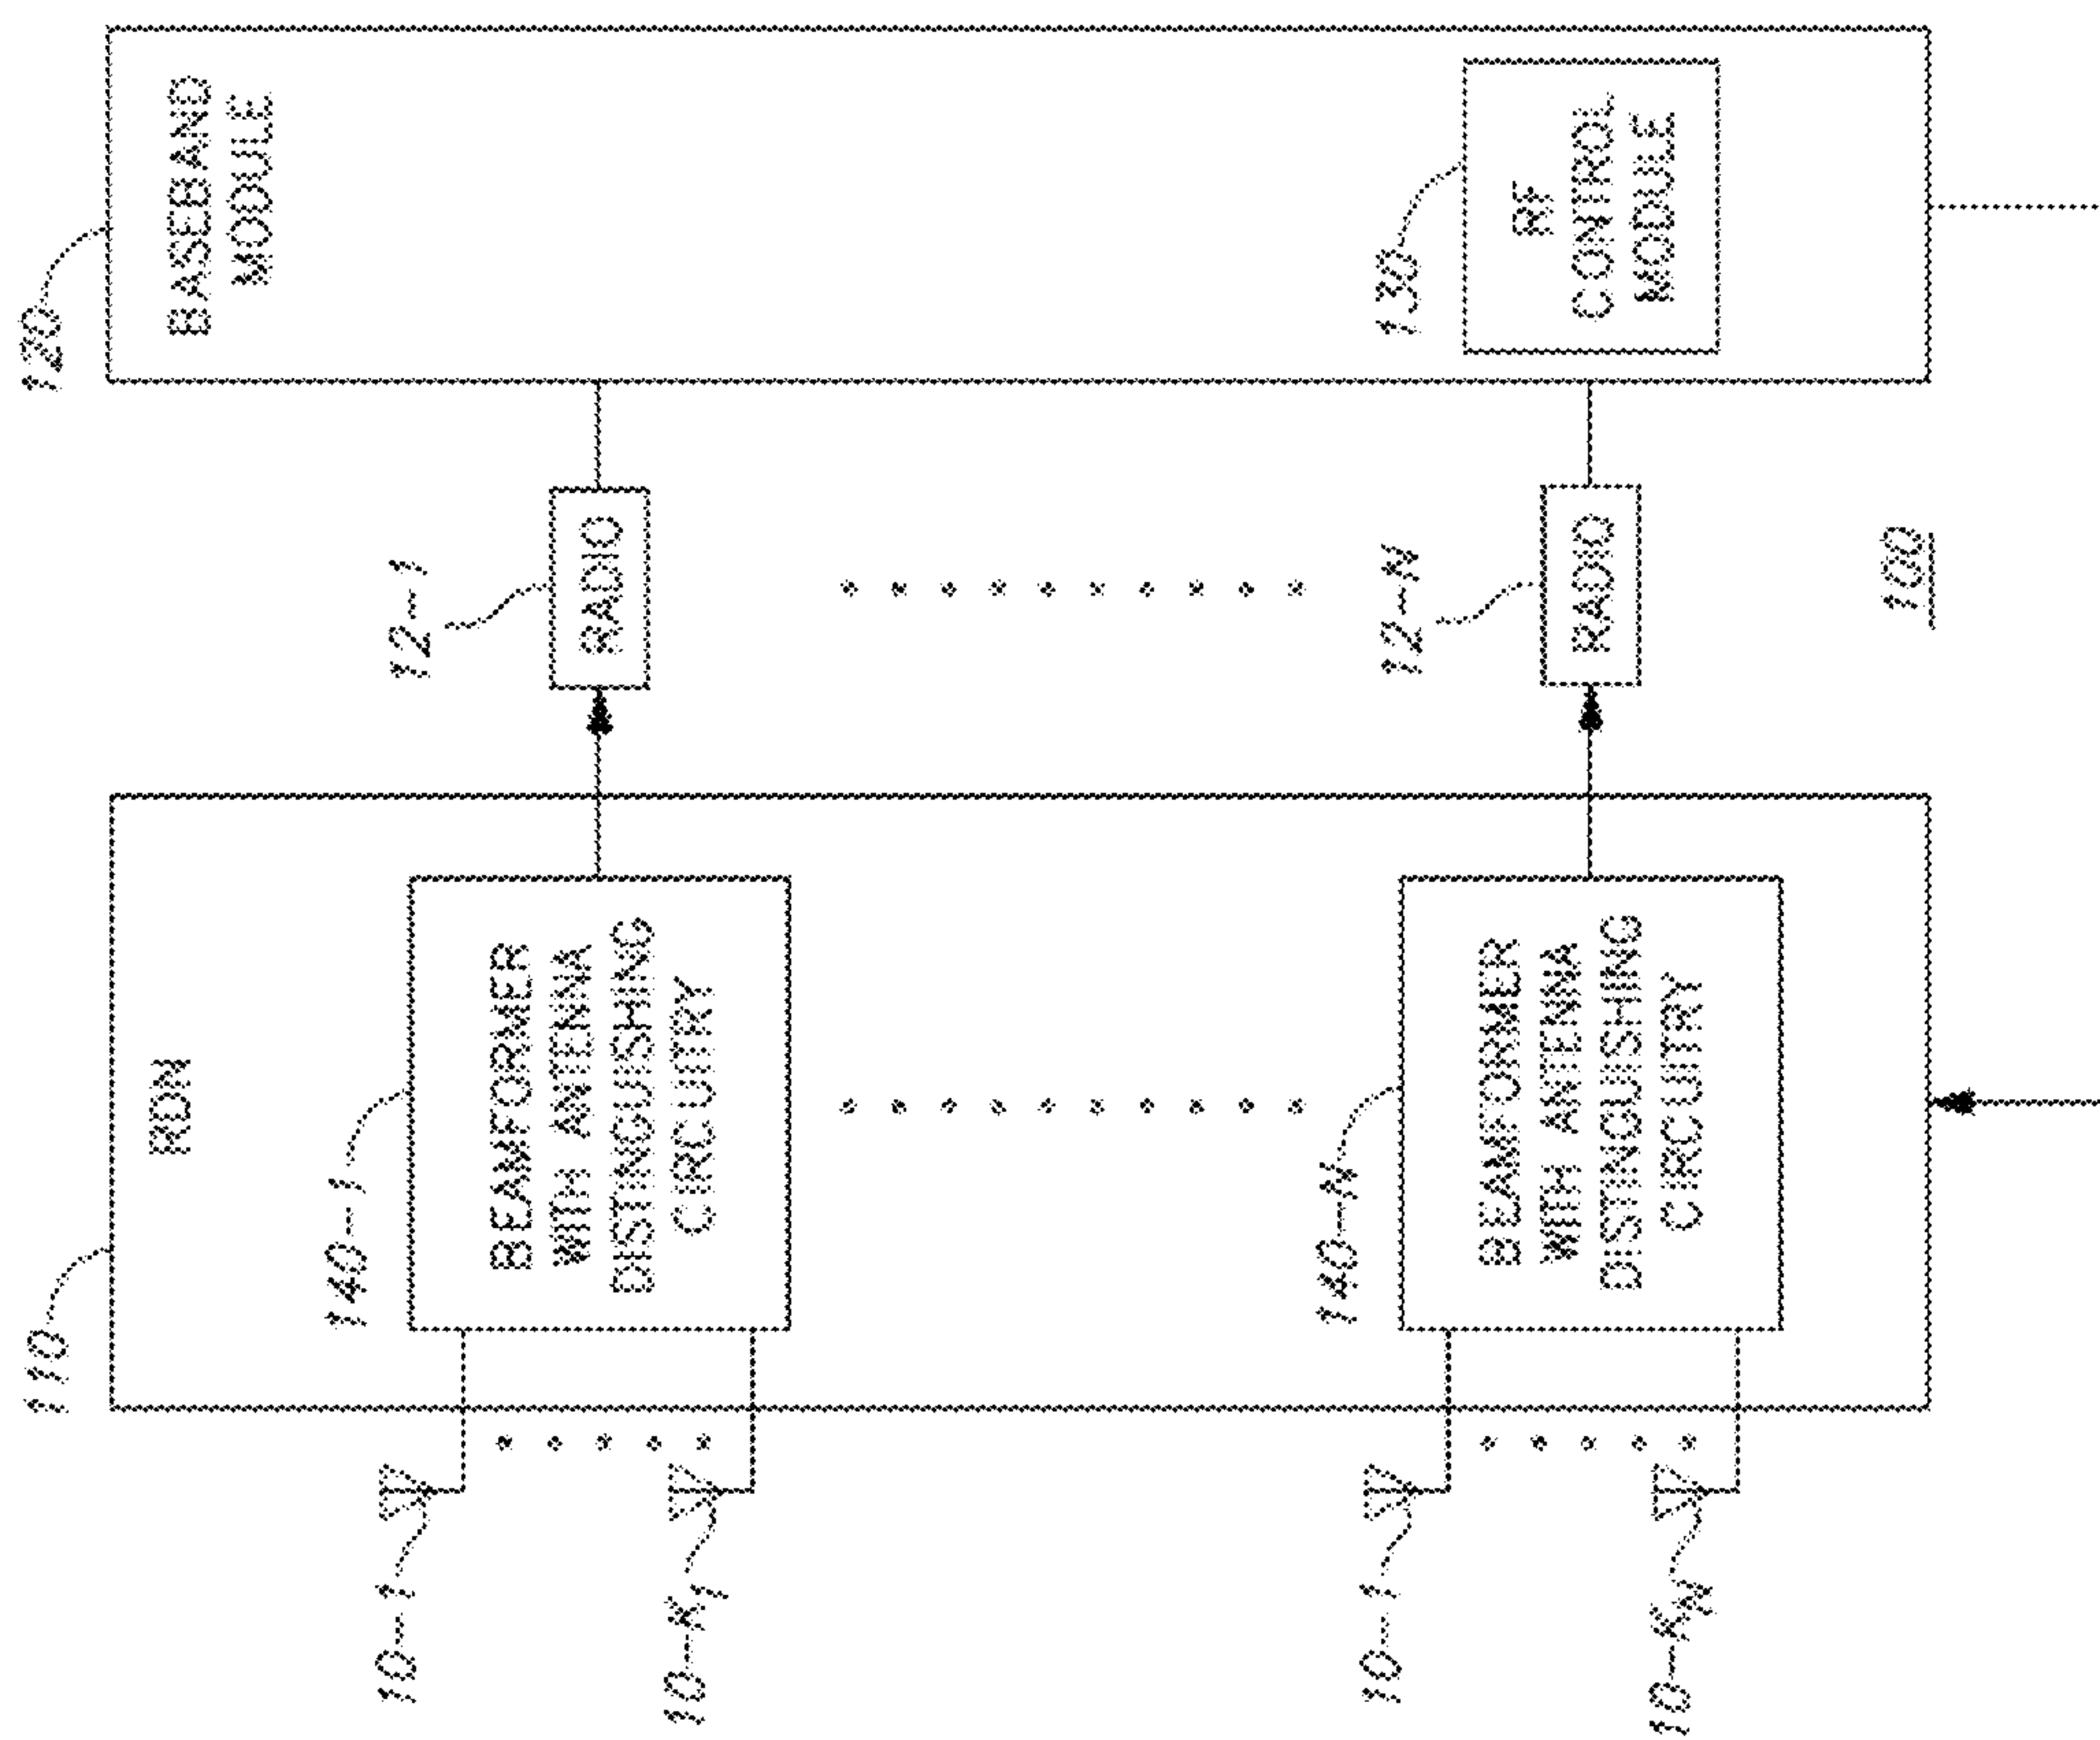 120
BASEBAND
MODULE
130
RF
CONTROL
MODULE
12-1
RADIO
12-N
RADIO
100
110
RDN
140-1
BEAMFORMER
WITH ANTENNA
DISTINGUISHING
CIRCUITRY
140-N
BEAMFORMER
WITH ANTENNA
DISTINGUISHING
CIRCUITRY
10-1
10-K1
10-1
10-KN